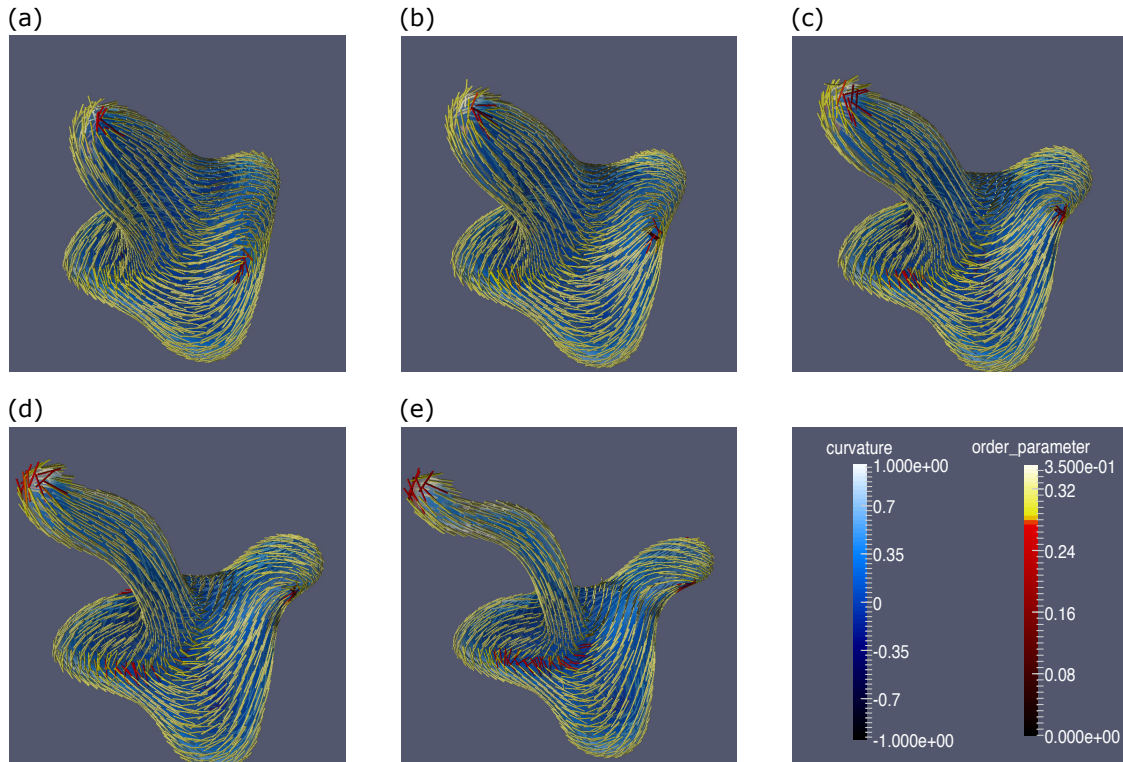 (a)
(b)
(c)
(d)
(e)
curvature
1.000e+00
0.7
0.35
0
-0.35
-0.7
-1.000e+00
order_parameter
3.500e-01
0.32
0.24
0.16
0.08
0.000e+00